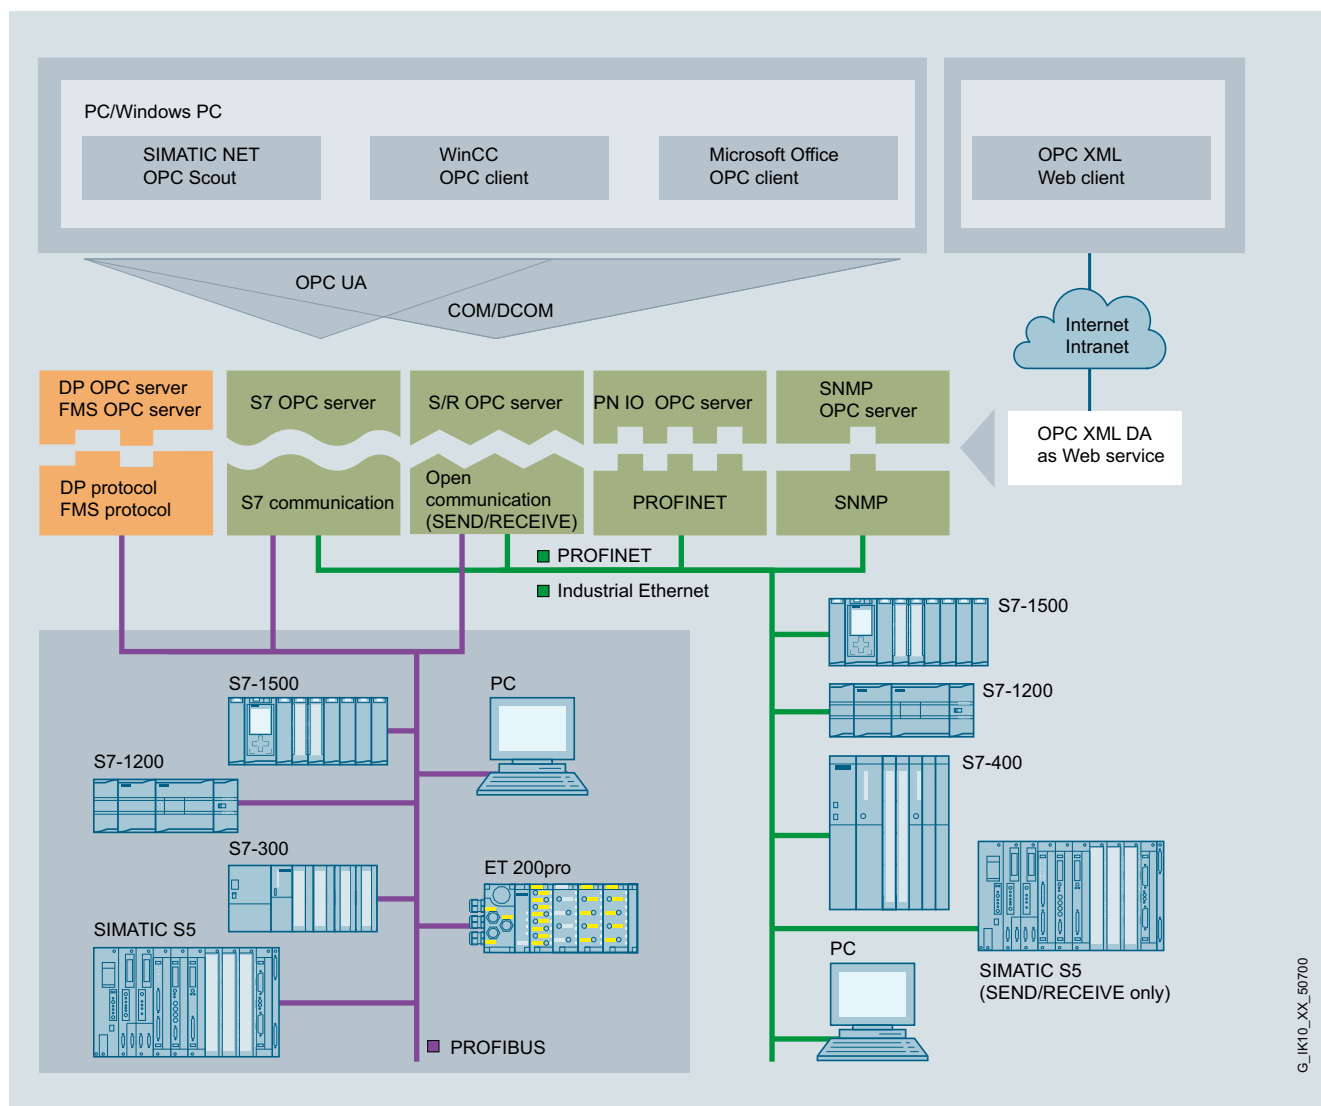 PC/Windows PC
SIMATIC NET
OPC Scout
WinCC
OPC client
Microsoft Office
OPC client
OPC XML
Web client
OPC UA
COM/DCOM
Internet
Intranet
DP OPC server
FMS OPC server
S7 OPC server
S/R OPC server
PN IO OPC server
SNMP
OPC server
OPC XML DA
as Web service
DP protocol
FMS protocol
S7 communication
Open
communication
(SEND/RECEIVE)
PROFINET
SNMP
PROFINET
Industrial Ethernet
S7-1500
S7-1200
S7-400
SIMATIC S5
(SEND/RECEIVE only)
PC
S7-1500
PC
S7-1200
S7-300
ET 200pro
SIMATIC S5
PROFIBUS
G_IK10_XX_50700